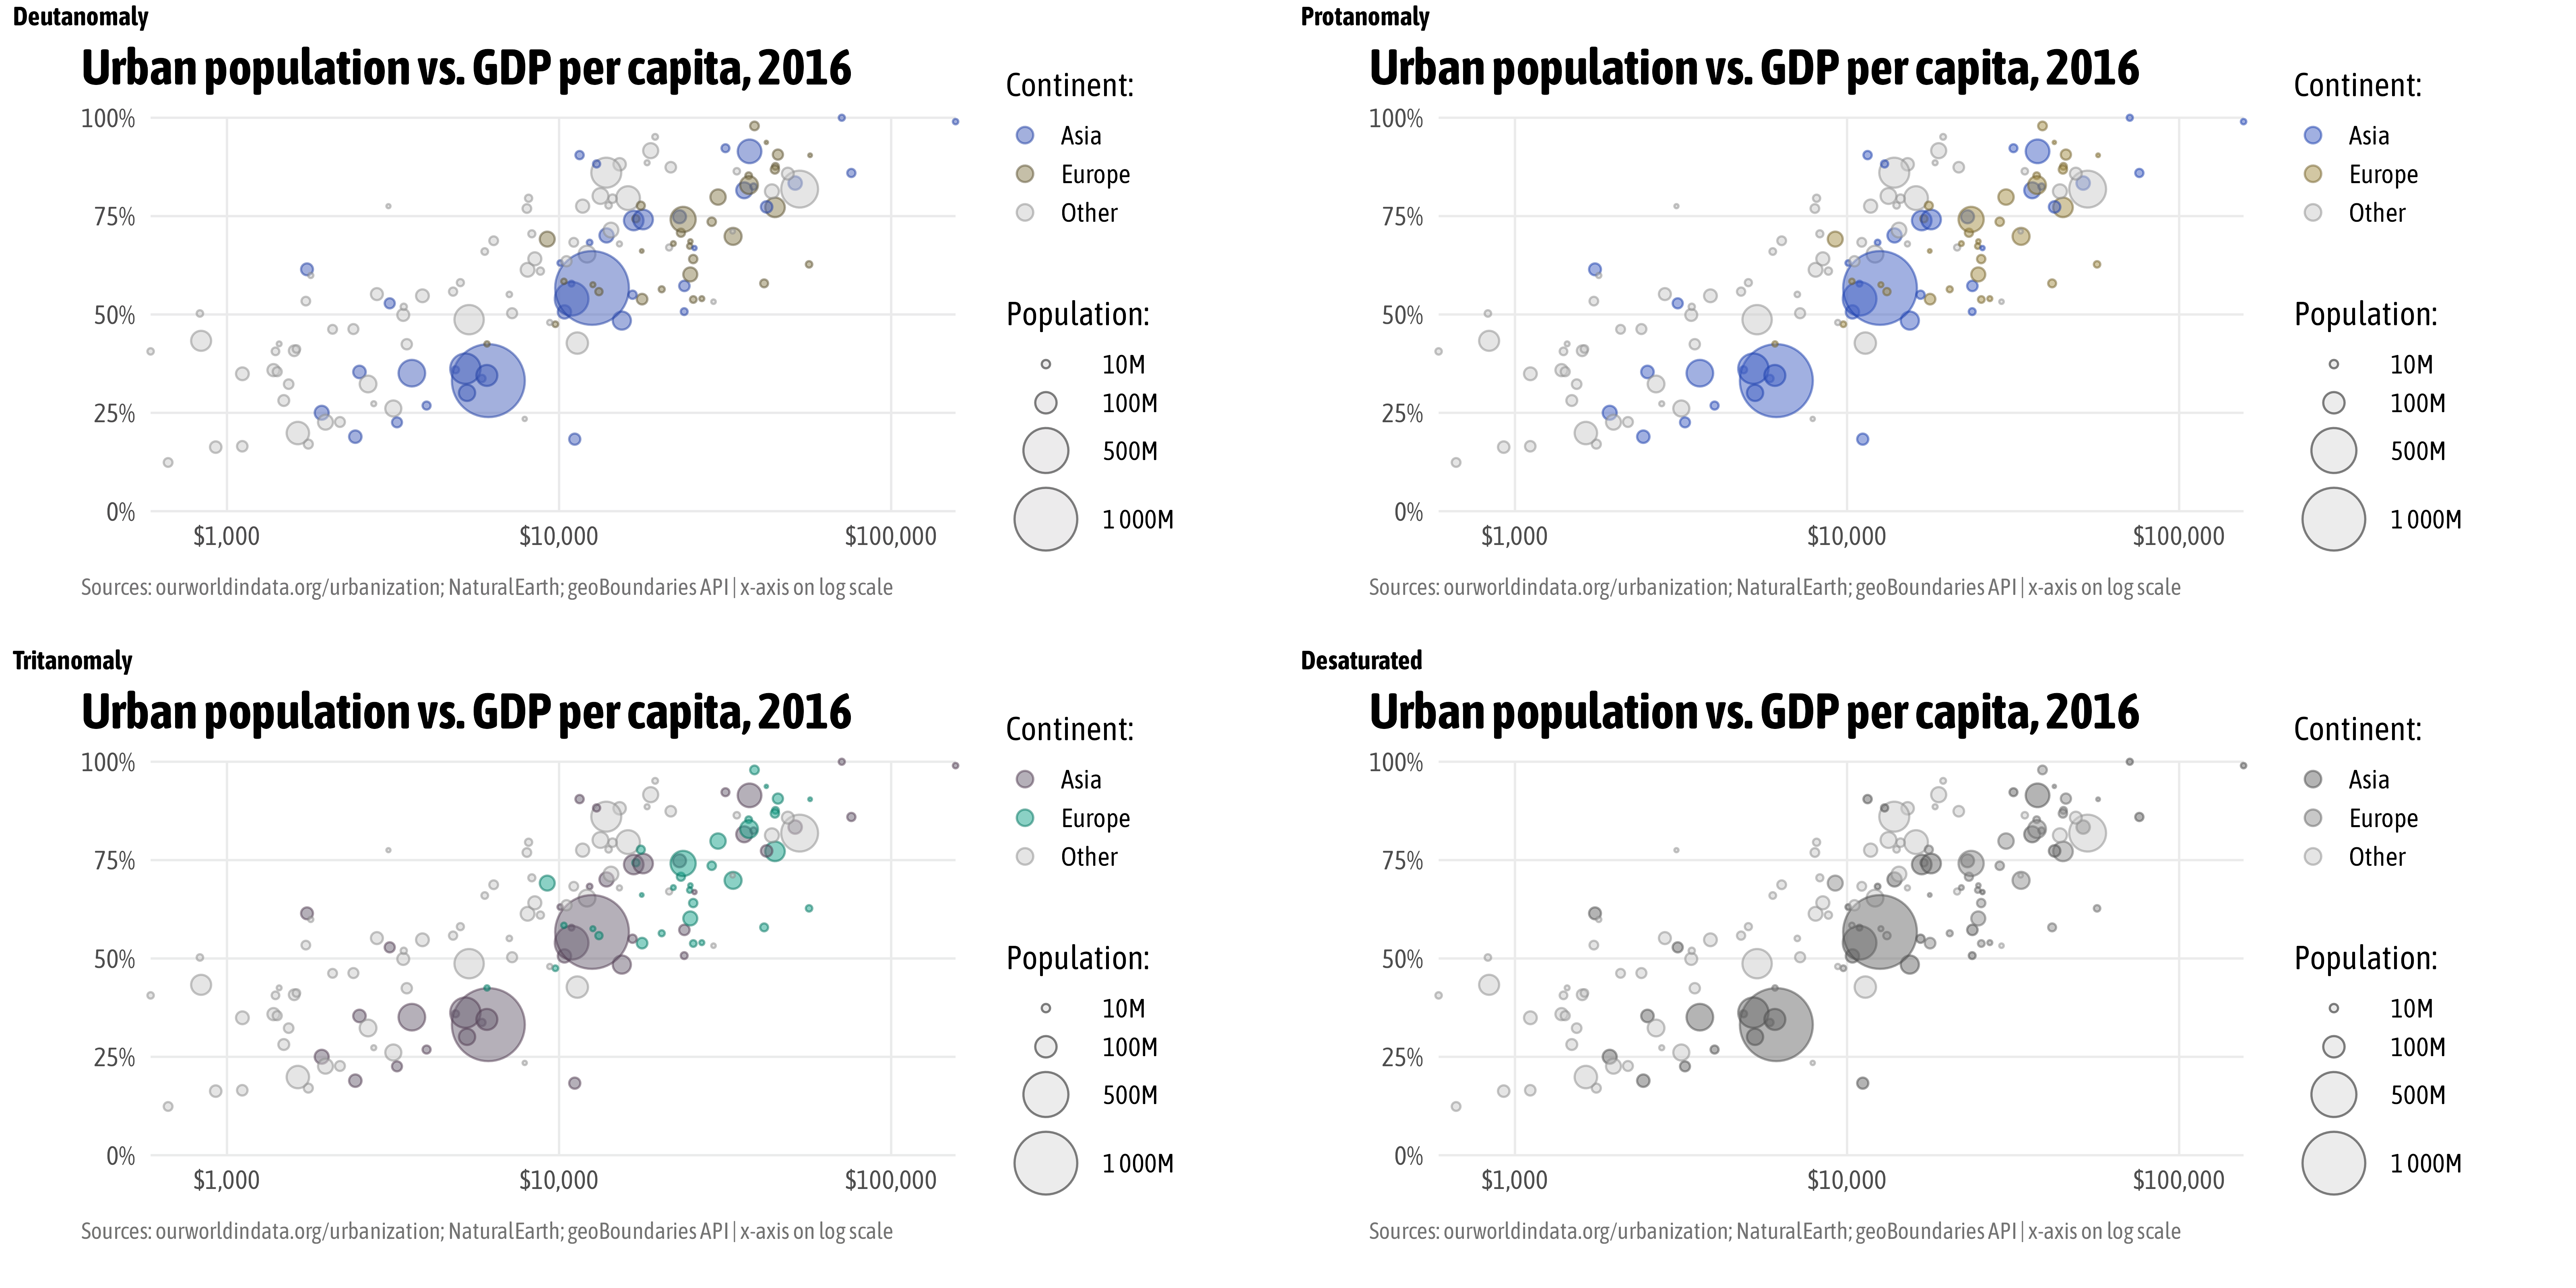 Deutanomaly
Urban population vs. GDP per capita, 2016
100%
75%
50%
25%
0%
$1,000 $10,000 $100,000
Continent:
Asia
Europe
Other
Population:
10M
100M
500M
1 000M
Sources: ourworldindata.org/urbanization; NaturalEarth; geoBoundaries API | x-axis on log scale
Protanomaly
Urban population vs. GDP per capita, 2016
100%
75%
50%
25%
0%
$1,000 $10,000 $100,000
Continent:
Asia
Europe
Other
Population:
10M
100M
500M
1 000M
Sources: ourworldindata.org/urbanization; NaturalEarth; geoBoundaries API | x-axis on log scale
Tritanomaly
Urban population vs. GDP per capita, 2016
100%
75%
50%
25%
0%
$1,000 $10,000 $100,000
Continent:
Asia
Europe
Other
Population:
10M
100M
500M
1 000M
Sources: ourworldindata.org/urbanization; NaturalEarth; geoBoundaries API | x-axis on log scale
Desaturated
Urban population vs. GDP per capita, 2016
100%
75%
50%
25%
0%
$1,000 $10,000 $100,000
Continent:
Asia
Europe
Other
Population:
10M
100M
500M
1 000M
Sources: ourworldindata.org/urbanization; NaturalEarth; geoBoundaries API | x-axis on log scale